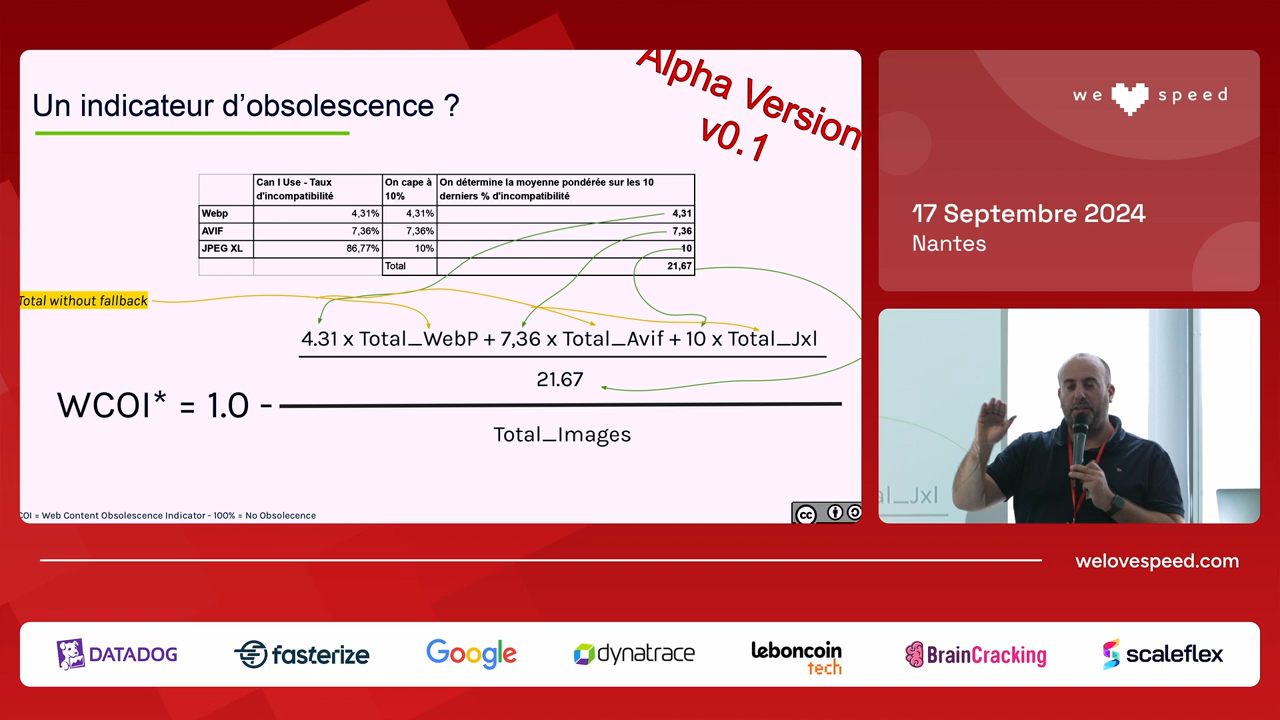 Alpha Version
v0.1
Un indicateur d'obsolescence ?
Can I Use - Taux d'incompatibilité
On cape à 10%
On détermine la moyenne pondérée sur les 10 derniers % d'incompatibilité
Webp 4,31% 4,31% 4,31
AVIF 7,36% 7,36% 7,36
JPEG XL 86,77% 10% 10
Total 21,67
Total without fallback
4.31 x Total_WebP + 7,36 x Total_Avif + 10 x Total_Jxl
21.67
WCOI* = 1.0 -
Total_Images
COI = Web Content Obsolescence Indicator - 100% = No Obsolecence
cc
we speed
17 Septembre 2024
Nantes
al_Jxl
welovespeed.com
DATADOG
fasterize
Google
dynatrace
leboncoin
tech
BrainCracking
scaleflex